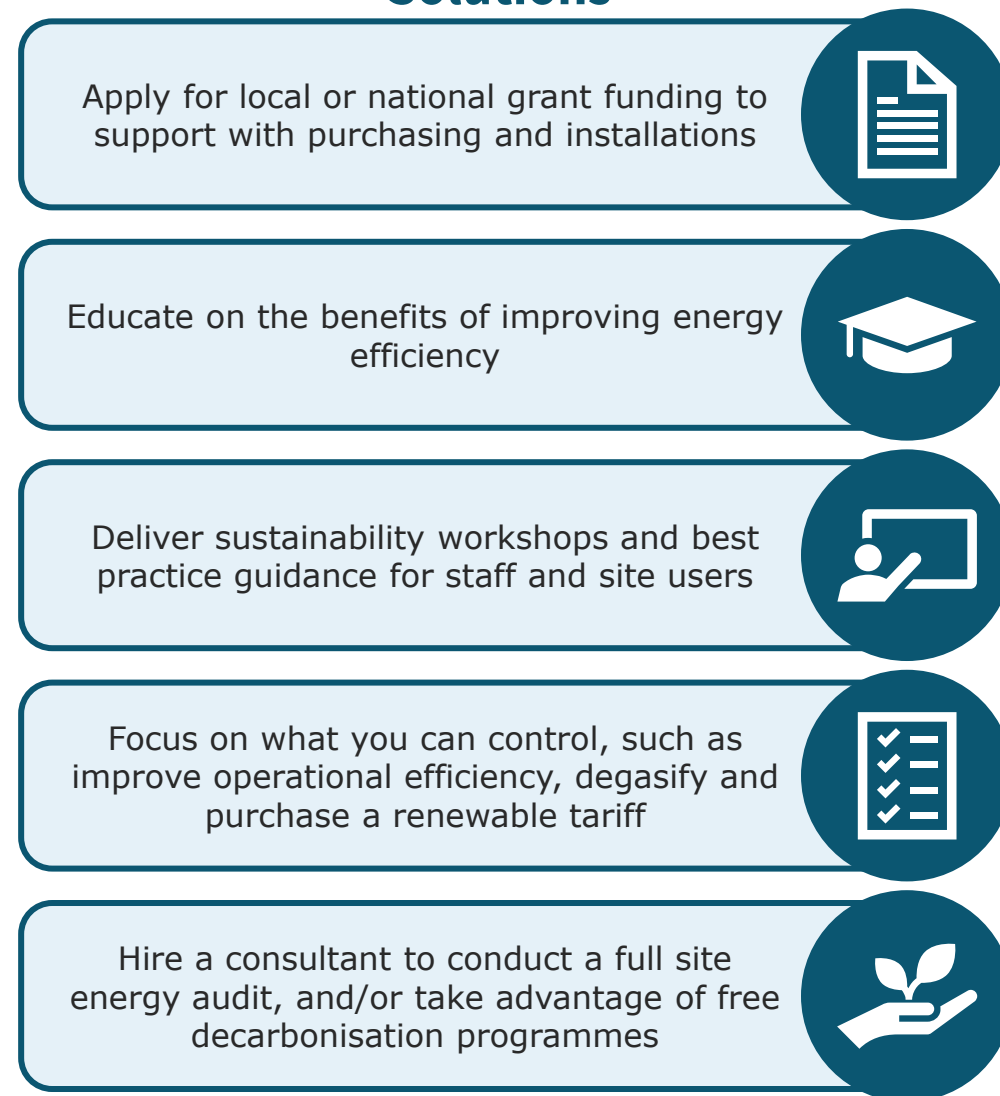 Solutions
Apply for local or national grant funding to
support with purchasing and installations
Educate on the benefits of improving energy
efficiency
Deliver sustainability workshops and best
practice guidance for staff and site users
Focus on what you can control, such as
improve operational efficiency, degasify and
purchase a renewable tariff
Hire a consultant to conduct a full site
energy audit, and/or take advantage of free
decarbonisation programmes